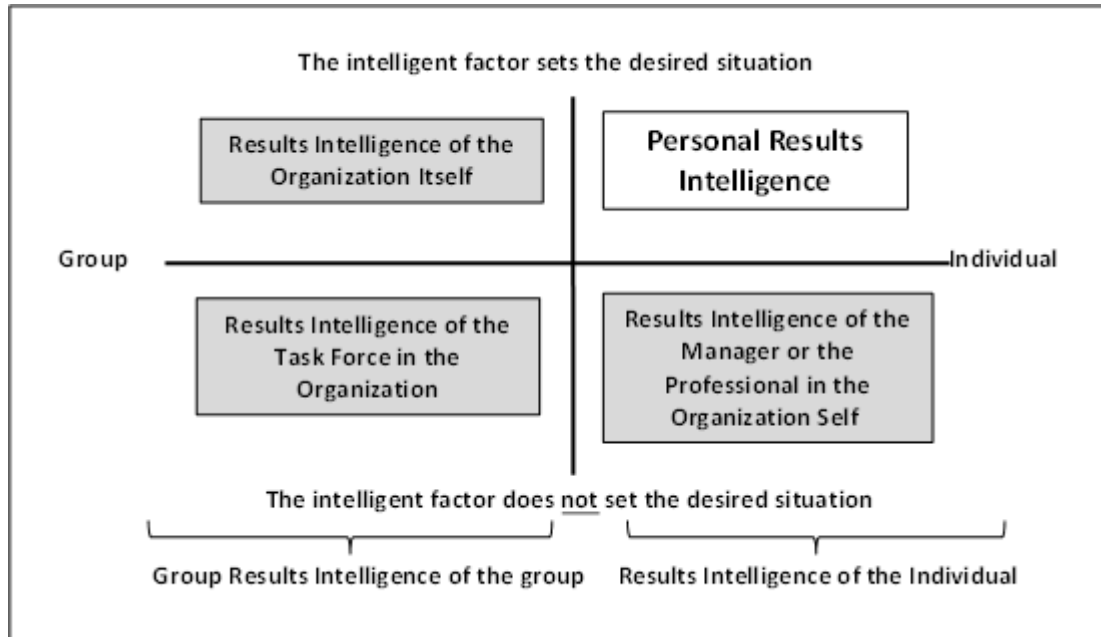 The intelligent factor sets the desired situation
Results Intelligence of the
Organization Itself
Personal Results
Intelligence
Group
Individual
Results Intelligence of the
Task Force in the
Organization
Results Intelligence of the
Manager or the
Professional in the
Organization Self
The intelligent factor does not set the desired situation
Group Results Intelligence of the group
Results Intelligence of the Individual